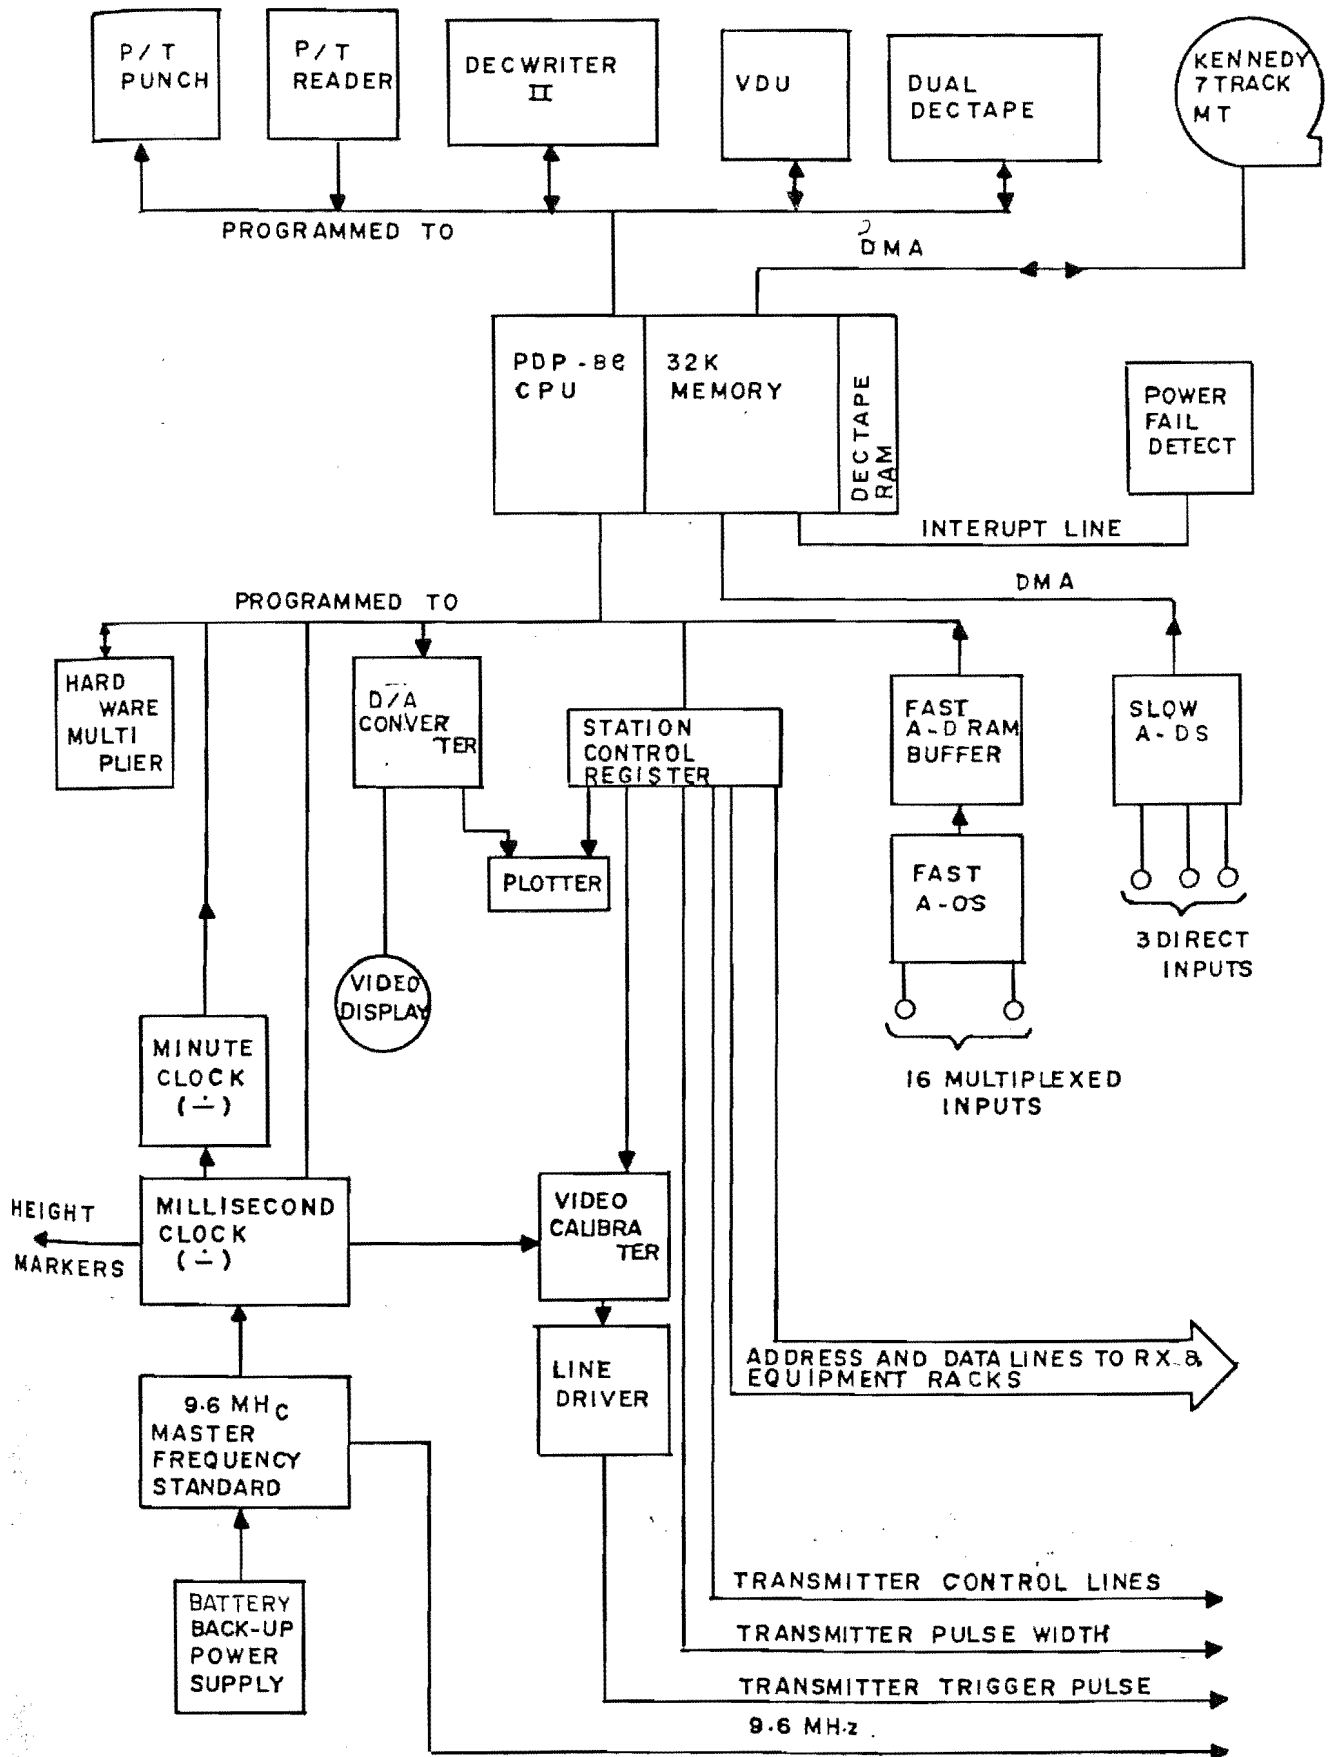 P/T
PUNCH
P/T
READER
DECWRITER
II
VDU
DUAL
DECTAPE
KENNEDY
7 TRACK
MT
PROGRAMMED TO
DMA
PDP-8e
CPU
32K
MEMORY
DECTAPE
RAM
POWER
FAIL
DETECT
INTERUPT LINE
DMA
PROGRAMMED TO
HARD
WARE
MULTI
PLIER
D/A
CONVER
TER
STATION
CONTROL
REGISTER
FAST
A-D RAM
BUFFER
SLOW
A-DS
PLOTTER
FAST
A-OS
3 DIRECT
INPUTS
VIDEO
DISPLAY
MINUTE
CLOCK
(÷)
16 MULTIPLEXED
INPUTS
HEIGHT
MARKERS
MILLISECOND
CLOCK
(÷)
VIDEO
CALIBRA
TER
LINE
DRIVER
ADDRESS AND DATA LINES TO RX &
EQUIPMENT RACKS
9.6 MHC
MASTER
FREQUENCY
STANDARD
BATTERY
BACK-UP
POWER
SUPPLY
TRANSMITTER CONTROL LINES
TRANSMITTER PULSE WIDTH
TRANSMITTER TRIGGER PULSE
9.6 MHz